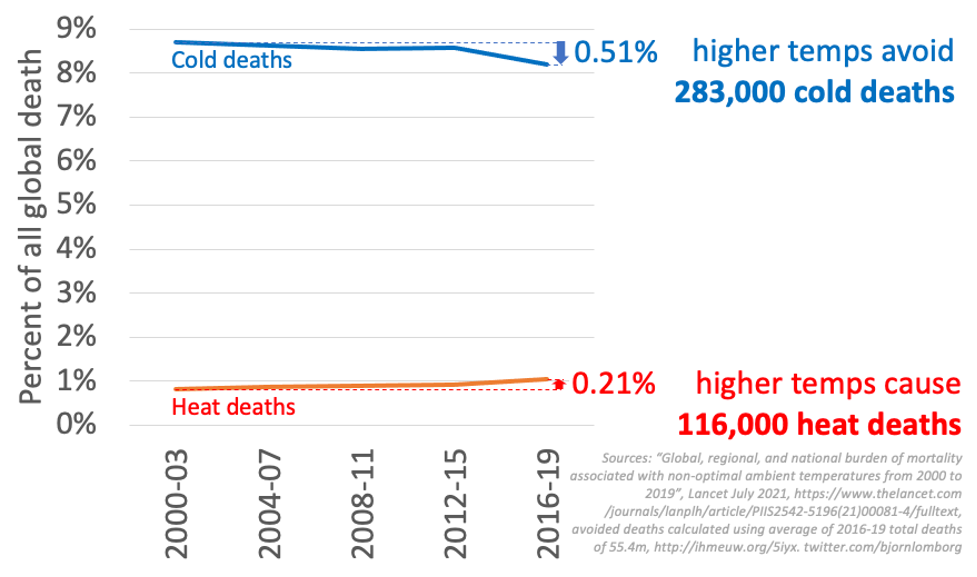 Percent of all global death
9%
8%
7%
6%
5%
4%
3%
2%
1%
0%
Cold deaths
0.51%
higher temps avoid
283,000 cold deaths
Heat deaths
0.21%
higher temps cause
116,000 heat deaths
2000-03
2004-07
2008-11
2012-15
2016-19
Sources: “Global, regional, and national burden of mortality
associated with non-optimal ambient temperatures from 2000 to
2019”, Lancet July 2021, https://www.thelancet.com
/journals/lanplh/article/PIIS2542-5196(21)00081-4/fulltext,
avoided deaths calculated using average of 2016-19 total deaths
of 55.4m, http://ihmeuw.org/5iyx. twitter.com/bjornlomborg